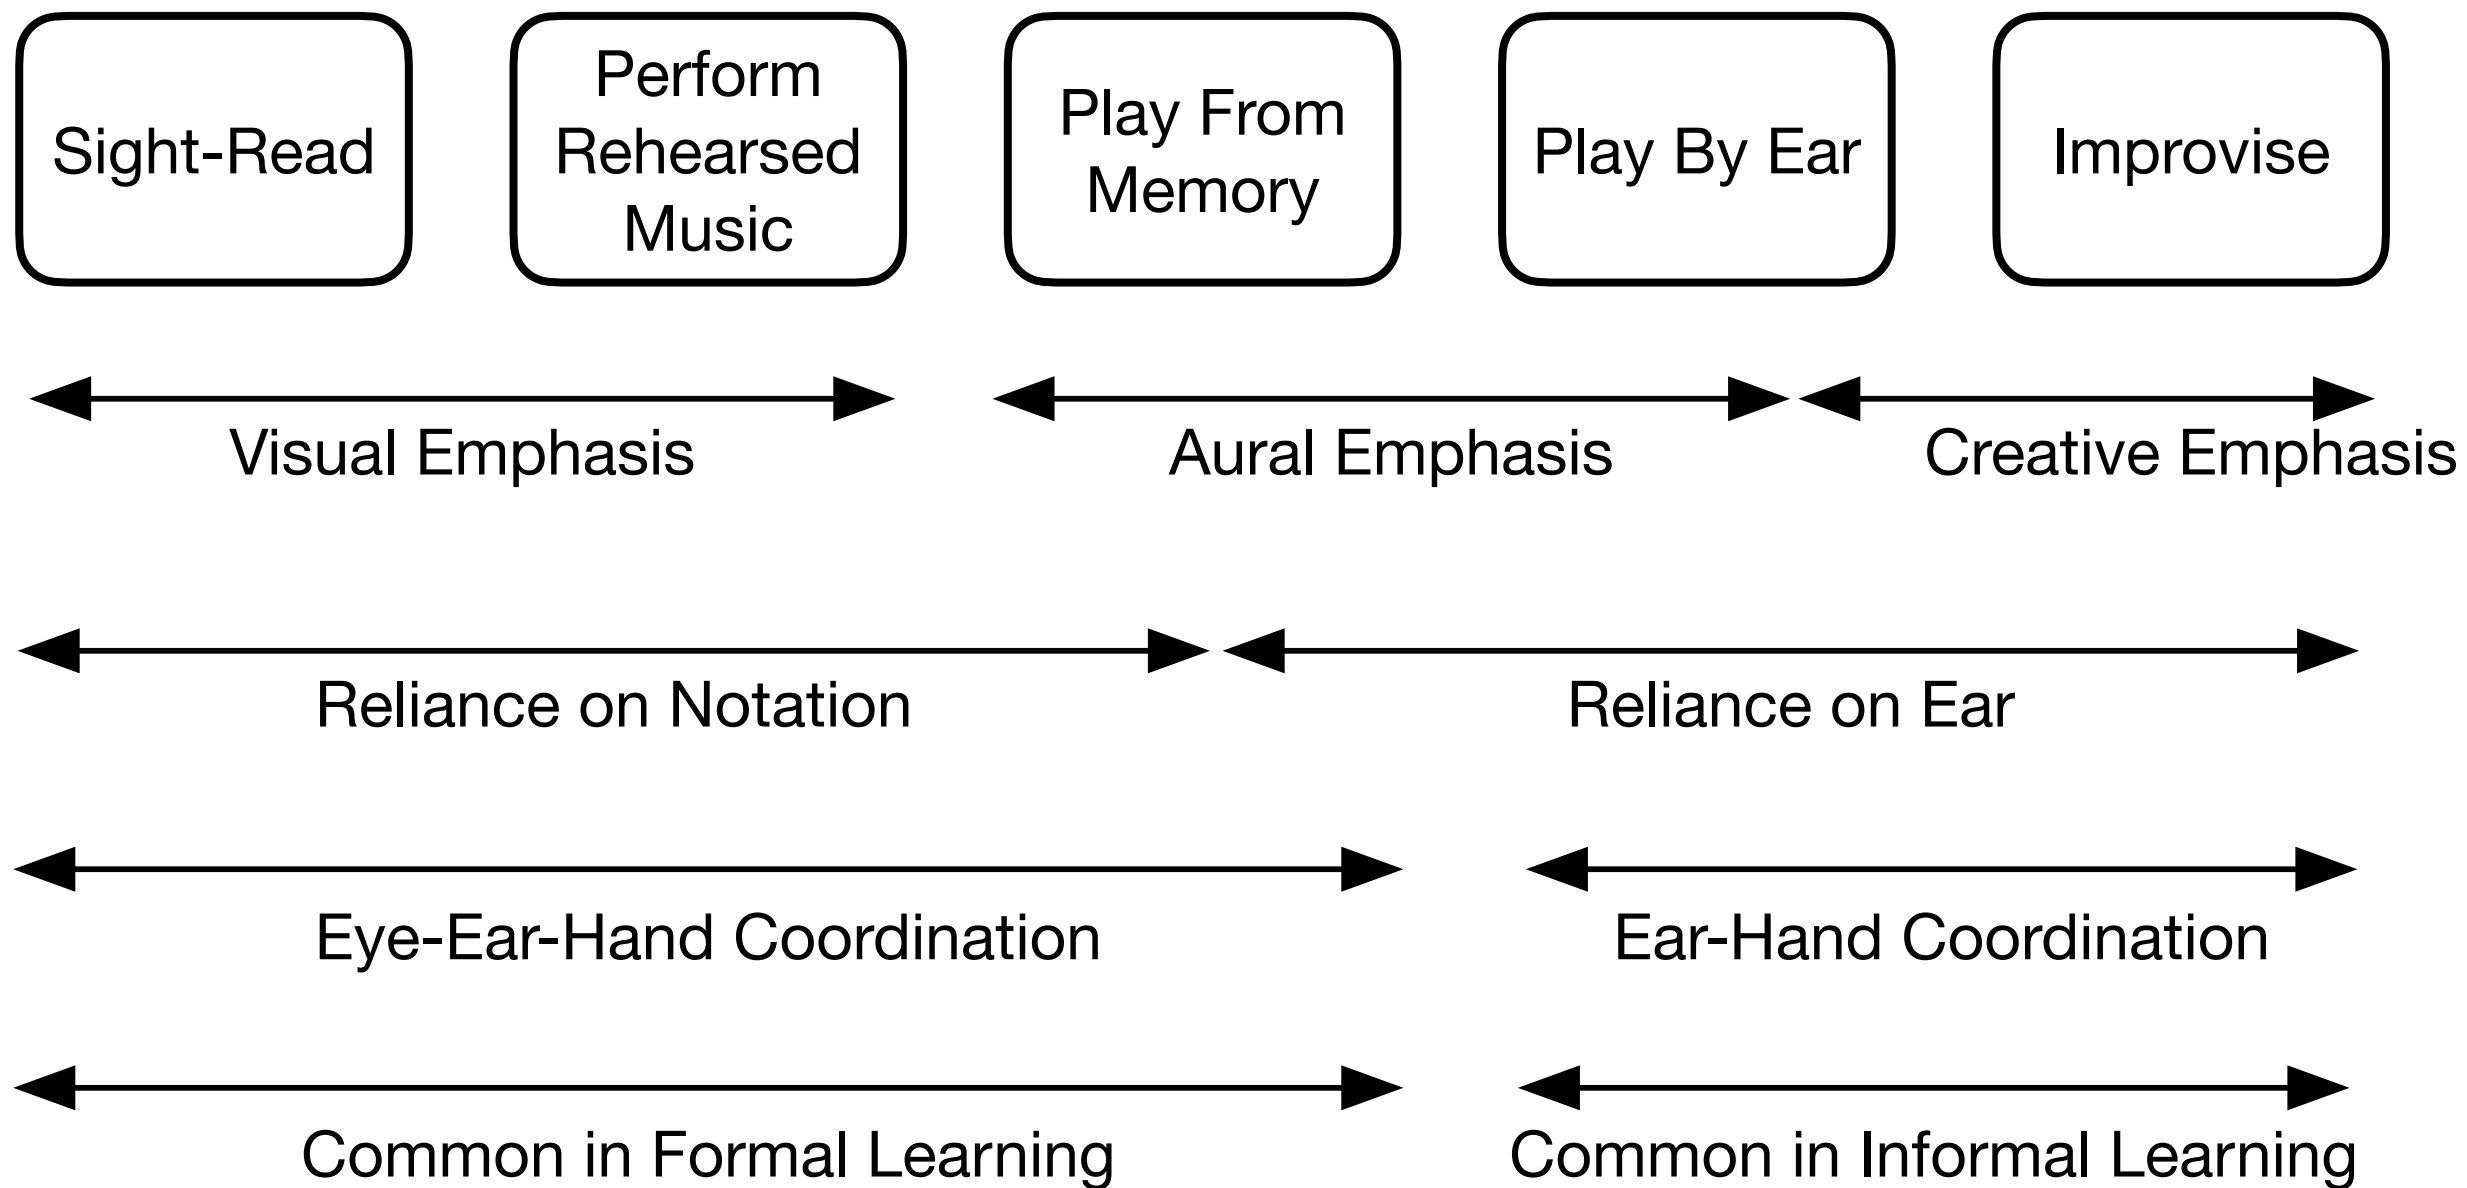 Sight-Read
Perform
Rehearsed
Music
Play From
Memory
Play By Ear
Improvise
Visual Emphasis
Aural Emphasis
Creative Emphasis
Reliance on Notation
Reliance on Ear
Eye-Ear-Hand Coordination
Ear-Hand Coordination
Common in Formal Learning
Common in Informal Learning